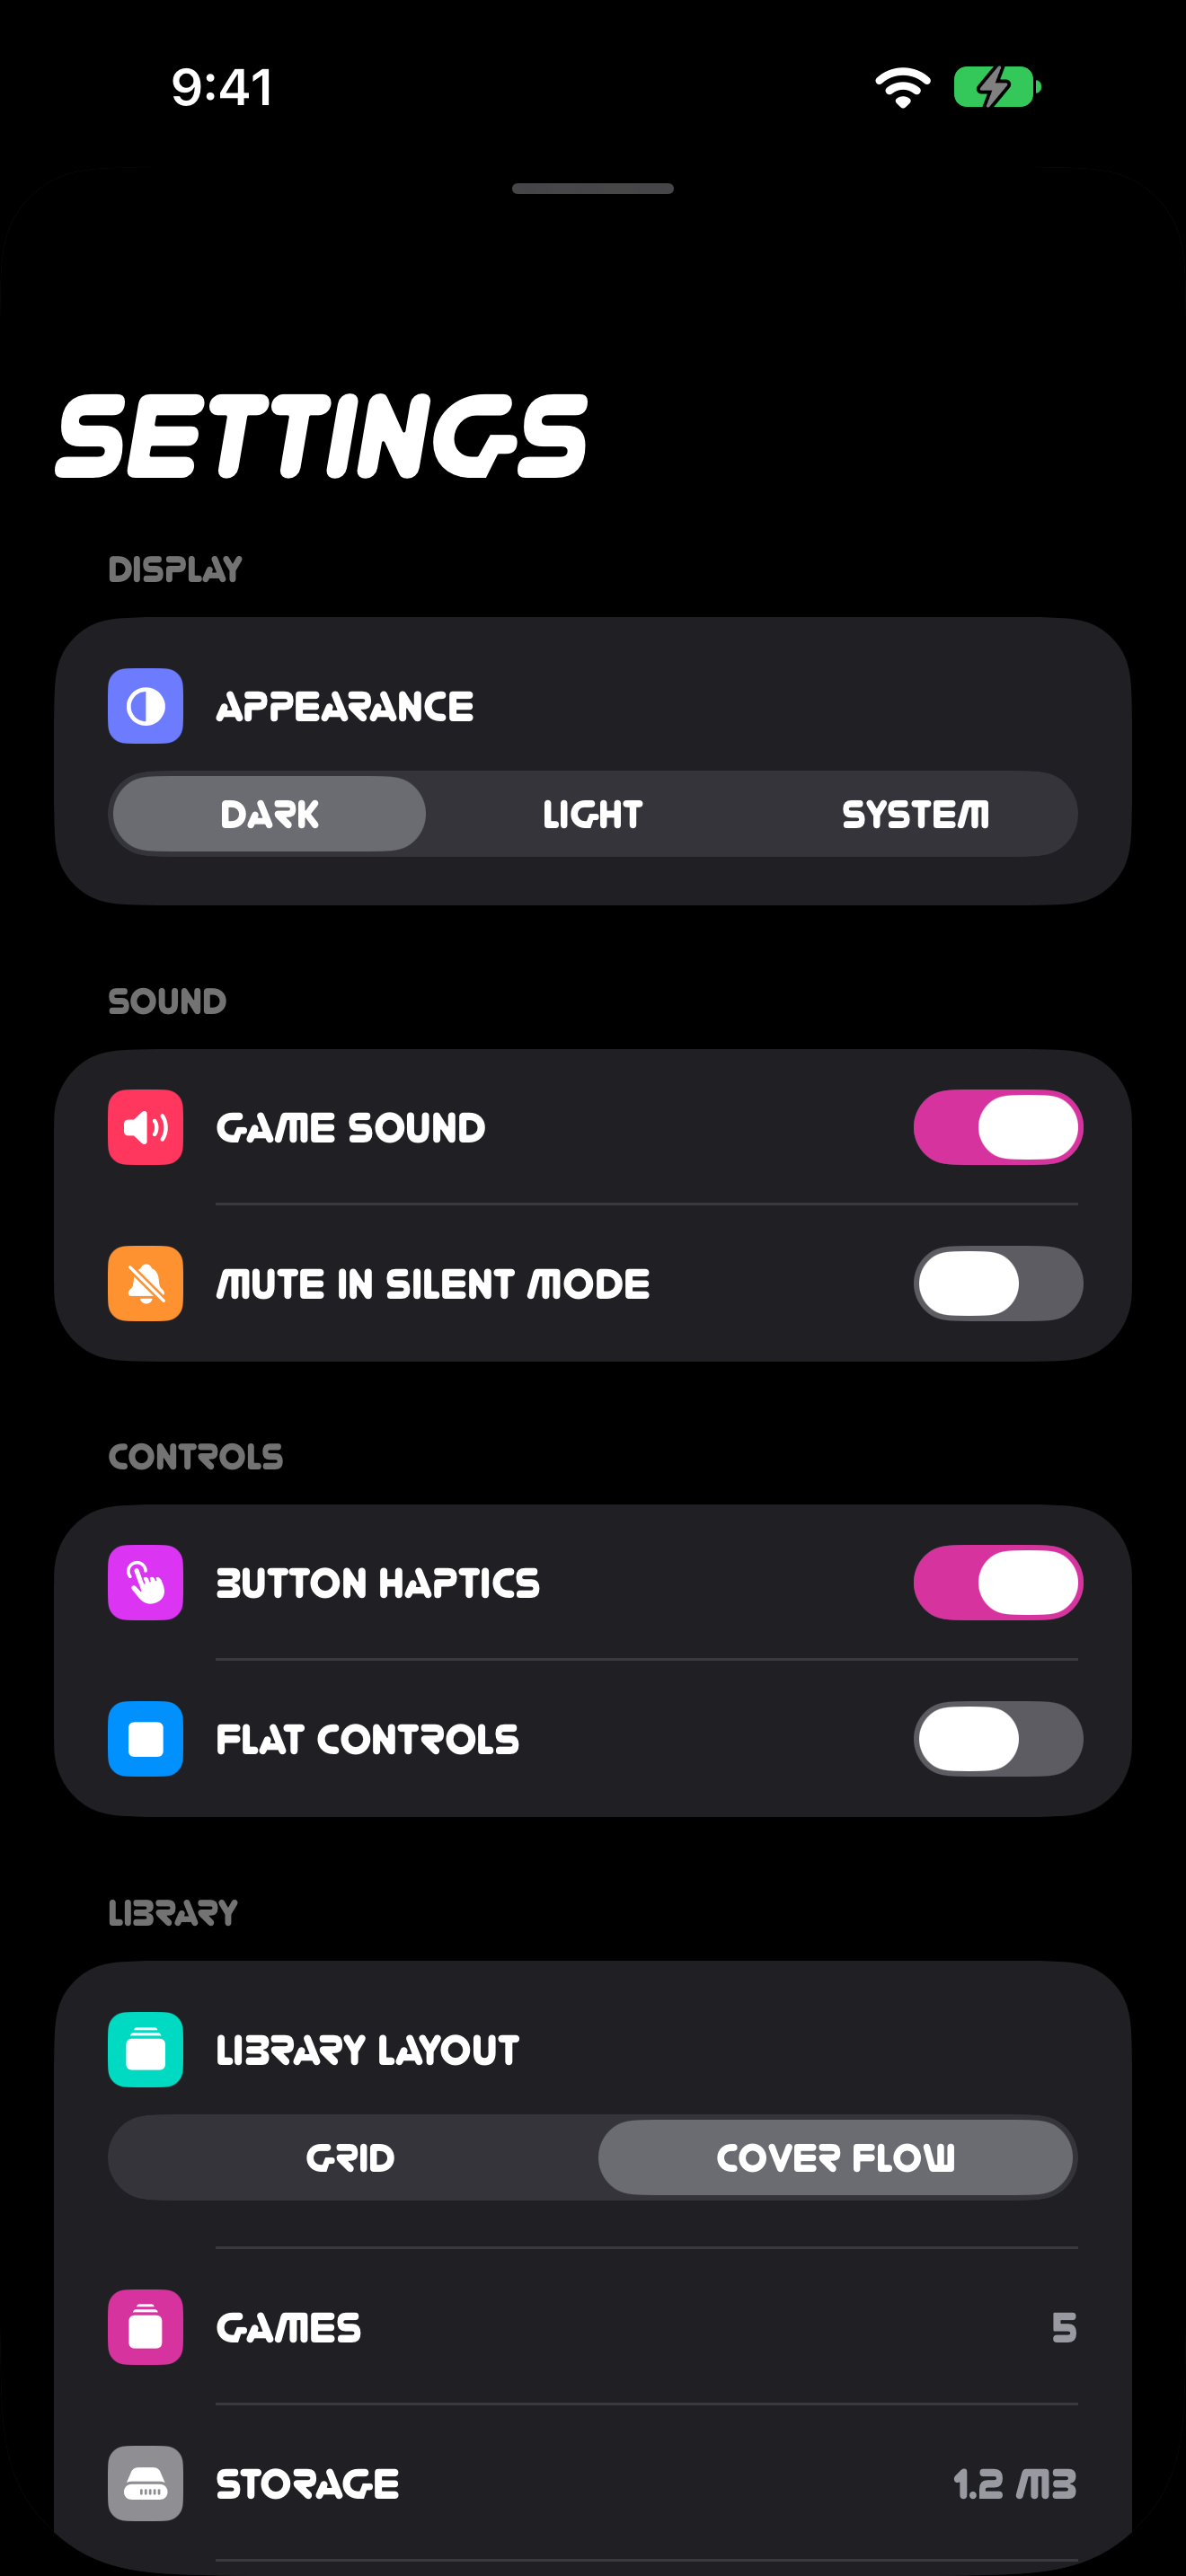 9:41
SETTINGS
DISPLAY
APPEARANCE
DARK LIGHT SYSTEM
SOUND
GAME SOUND
MUTE IN SILENT MODE
CONTROLS
BUTTON HAPTICS
FLAT CONTROLS
LIBRARY
LIBRARY LAYOUT
GRID COVER FLOW
GAMES 5
STORAGE 1.2 MB